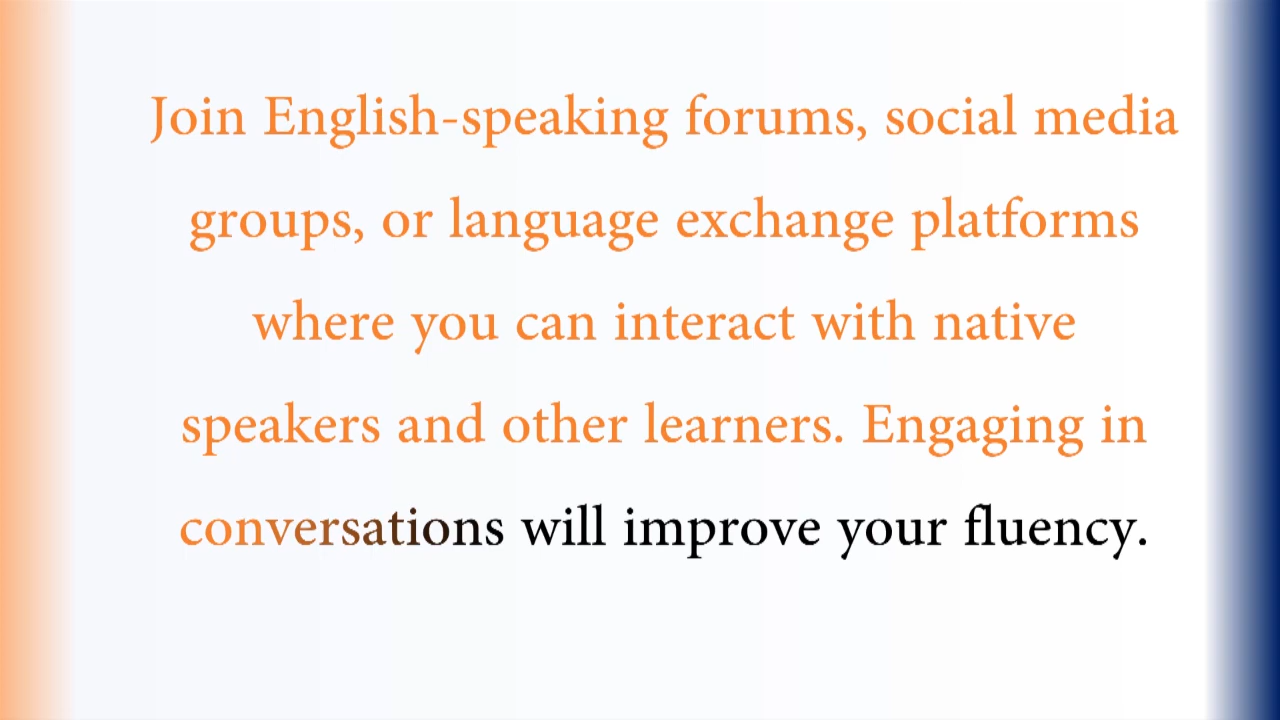 Join English-speaking forums, social media
groups, or language exchange platforms
where you can interact with native
speakers and other learners. Engaging in
conversations will improve your fluency.